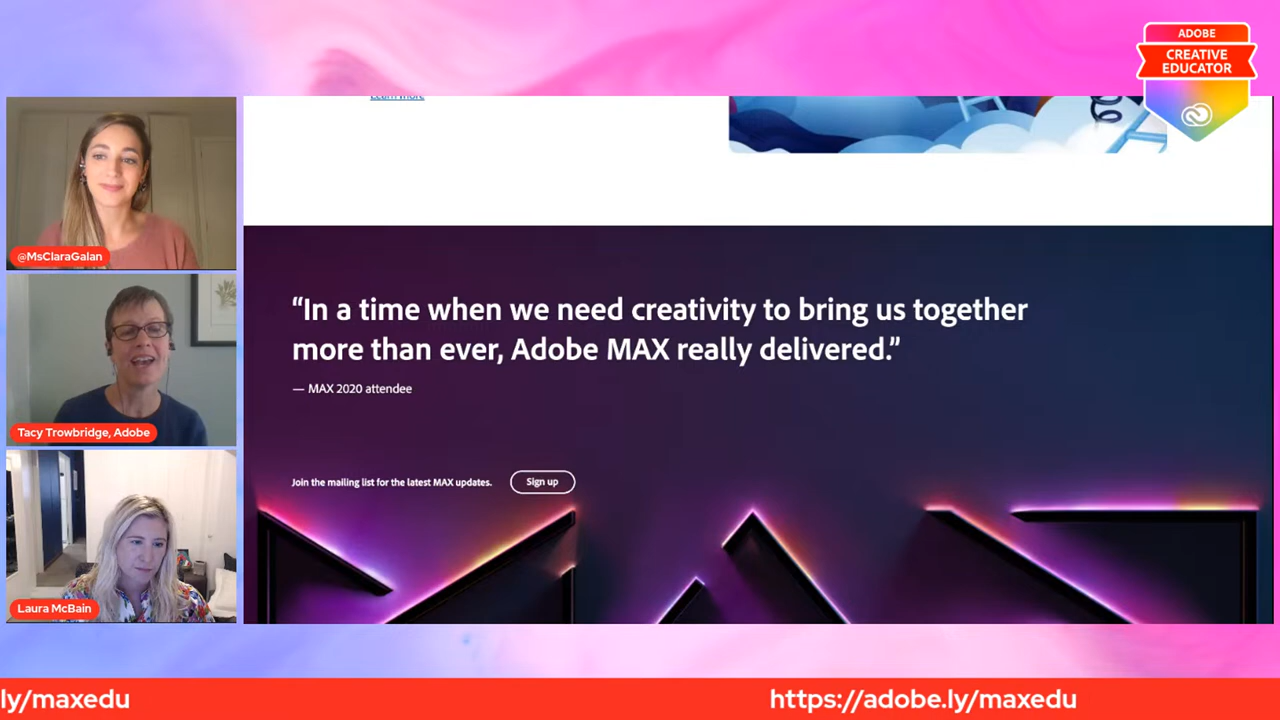 ADOBE
CREATIVE
EDUCATOR
Learn more
@MsClaraGalan
“In a time when we need creativity to bring us together
more than ever, Adobe MAX really delivered.”
— MAX 2020 attendee
Tacy Trowbridge, Adobe
Join the mailing list for the latest MAX updates.
Sign up
Laura McBain
ly/maxedu
https://adobe.ly/maxedu